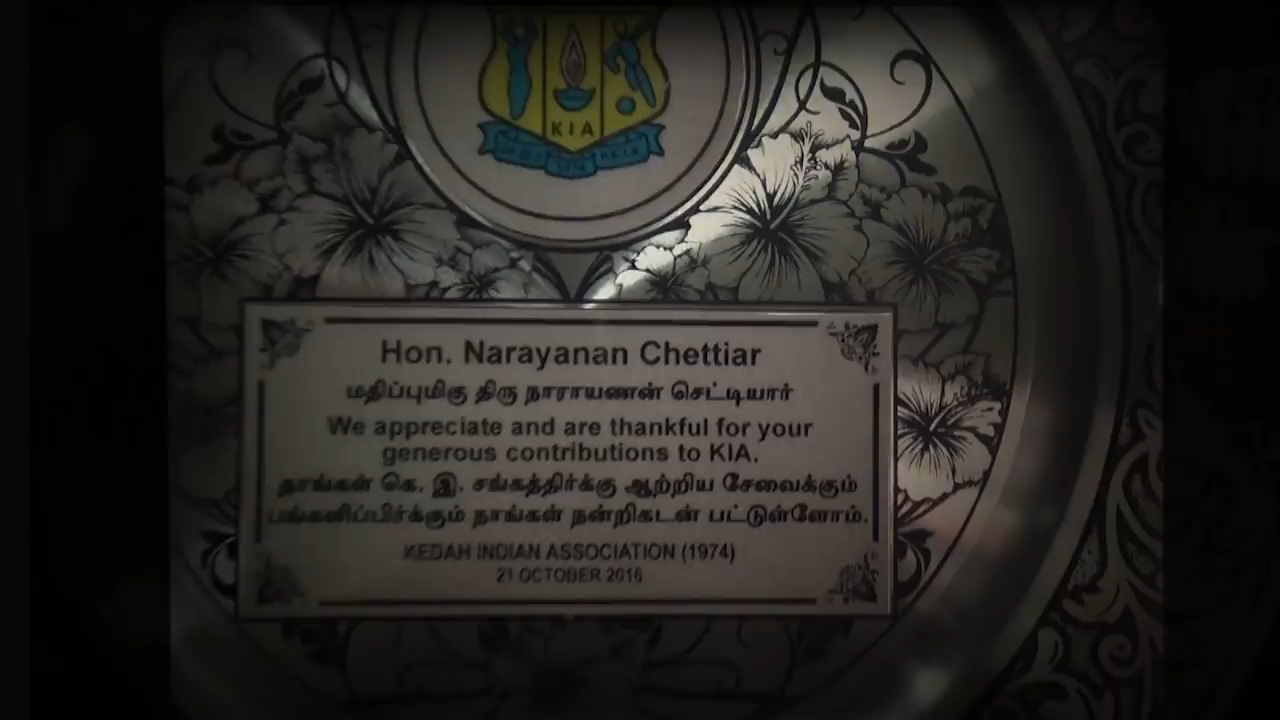 KIA
1974
Hon. Narayanan Chettiar
மதிப்புமிகு திரு நாராயணன் செட்டியார்
We appreciate and are thankful for your
generous contributions to KIA.
தாங்கள் கெ. இ. சங்கத்திர்க்கு ஆற்றிய சேவைக்கும்
பங்களிப்பிர்க்கும் நாங்கள் நன்றிகடன் பட்டுள்ளோம்.
KEDAH INDIAN ASSOCIATION (1974)
21 OCTOBER 2016